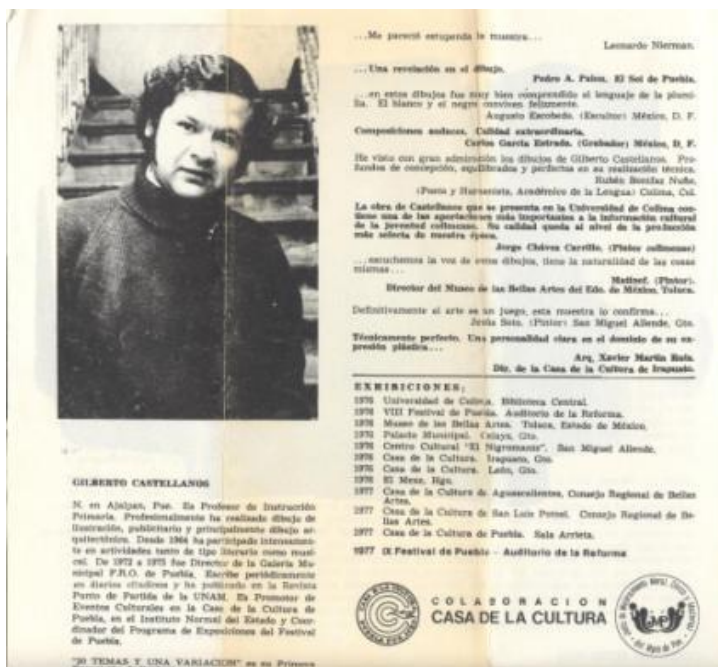 ...Me pareció estupenda la muestra...
Leonardo Nierman.
...Una revelación en el dibujo.
Pedro A. Palou. El Sol de Puebla.
...en estos dibujos fue muy bien comprendido el lenguaje de la plumi-
lla. El blanco y el negro conviven felizmente.
Augusto Escobedo. (Escultor) México, D. F.
Composiciones audaces. Calidad extraordinaria.
Carlos García Estrada. (Grabador) México, D. F.
He visto con gran admiración los dibujos de Gilberto Castellanos. Pro-
fundos de concepción, equilibrados y perfectos en su realización técnica.
Rubén Bonifaz Nuño.
(Poeta y Humanista, Académico de la Lengua) Colima, Col.
La obra de Castellanos que se presenta en la Universidad de Colima con-
tiene una de las aportaciones más importantes a la información cultural
de la juventud colimense. Su calidad queda al nivel de la producción
más selecta de nuestra época.
Jorge Chávez Carrillo. (Pintor colimense)
...escuchemos la voz de estos dibujos, tiene la naturalidad de las cosas
mismas...
(Pintor).
Director del Museo de las Bellas Artes del Edo. de México, Toluca.
Definitivamente el arte es un juego, esta muestra lo confirma...
Jesús Soto. (Pintor) San Miguel Allende, Gto.
Técnicamente perfecto. Una personalidad clara en el dominio de su ex-
presión plástica...
Arq. Xavier Martín Ruiz.
Dir. de la Casa de la Cultura de Irapuato.
EXHIBICIONES:
1976 Universidad de Colima. Biblioteca Central.
1976 VIII Festival de Puebla. Auditorio de la Reforma.
1976 Museo de las Bellas Artes. Toluca, Estado de México.
1976 Palacio Municipal. Celaya, Gto.
1976 Centro Cultural "El Nigromante". San Miguel Allende.
1976 Casa de la Cultura. Irapuato, Gto.
1976 Casa de la Cultura. León, Gto.
1976 El Mexe, Hgo.
1977 Casa de la Cultura de Aguascalientes, Consejo Regional de Bellas
Artes.
1977 Casa de la Cultura de San Luis Potosí. Consejo Regional de Be-
llas Artes.
1977 Casa de la Cultura de Puebla. Sala Arrieta.
1977 IX Festival de Puebla - Auditorio de la Reforma
GILBERTO CASTELLANOS
N. en Ajalpan, Pue. Es Profesor de Instrucción
Primaria. Profesionalmente ha realizado dibujo de
ilustración, publicitario y principalmente dibujo ar-
quitectónico. Desde 1964 ha participado intensamen-
te en actividades tanto de tipo literario como musi-
cal. De 1972 a 1975 fue Director de la Galería Mu-
nicipal F.R.O. de Puebla. Escribe periódicamente
en diarios citadinos y ha publicado en la Revista
Punto de Partida de la UNAM. Es Promotor de
Eventos Culturales en la Casa de la Cultura de
Puebla, en el Instituto Normal del Estado y Coor-
dinador del Programa de Exposiciones del Festival
de Puebla.
"30 TEMAS Y UNA VARIACION" es su Primera
COLABORACION
CASA DE LA CULTURA